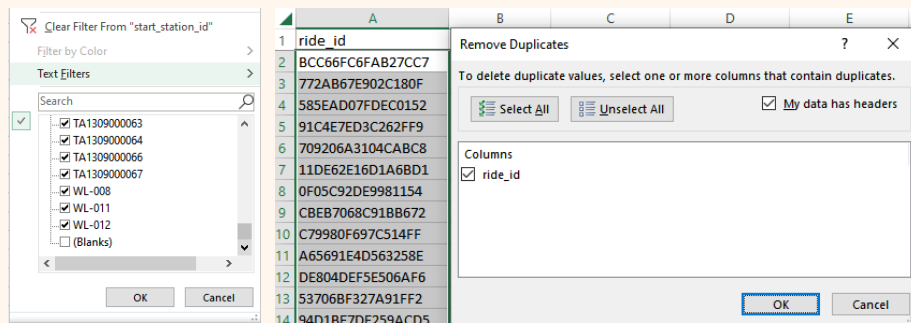 Clear Filter From "start_station_id"
Filter by Color
Text Filters
Search
TA1309000063
TA1309000064
TA1309000066
TA1309000067
WL-008
WL-011
WL-012
(Blanks)
OK Cancel
A B C D E
1 ride_id
2 BCC66FC6FAB27CC7
3 772AB67E902C180F
4 585EAD07FDEC0152
5 91C4E7ED3C262FF9
6 709206A3104CABC8
7 11DE62E16D1A6BD1
8 0F05C92DE9981154
9 CBEB7068C91BB672
10 C79980F697C514FF
11 A65691E4D563258E
12 DE804DEF5E506AF6
13 53706BF327A91FF2
14 94D1BF7DF259ACD5
Remove Duplicates ?
To delete duplicate values, select one or more columns that contain duplicates.
Select All Unselect All My data has headers
Columns
ride_id
OK Cancel